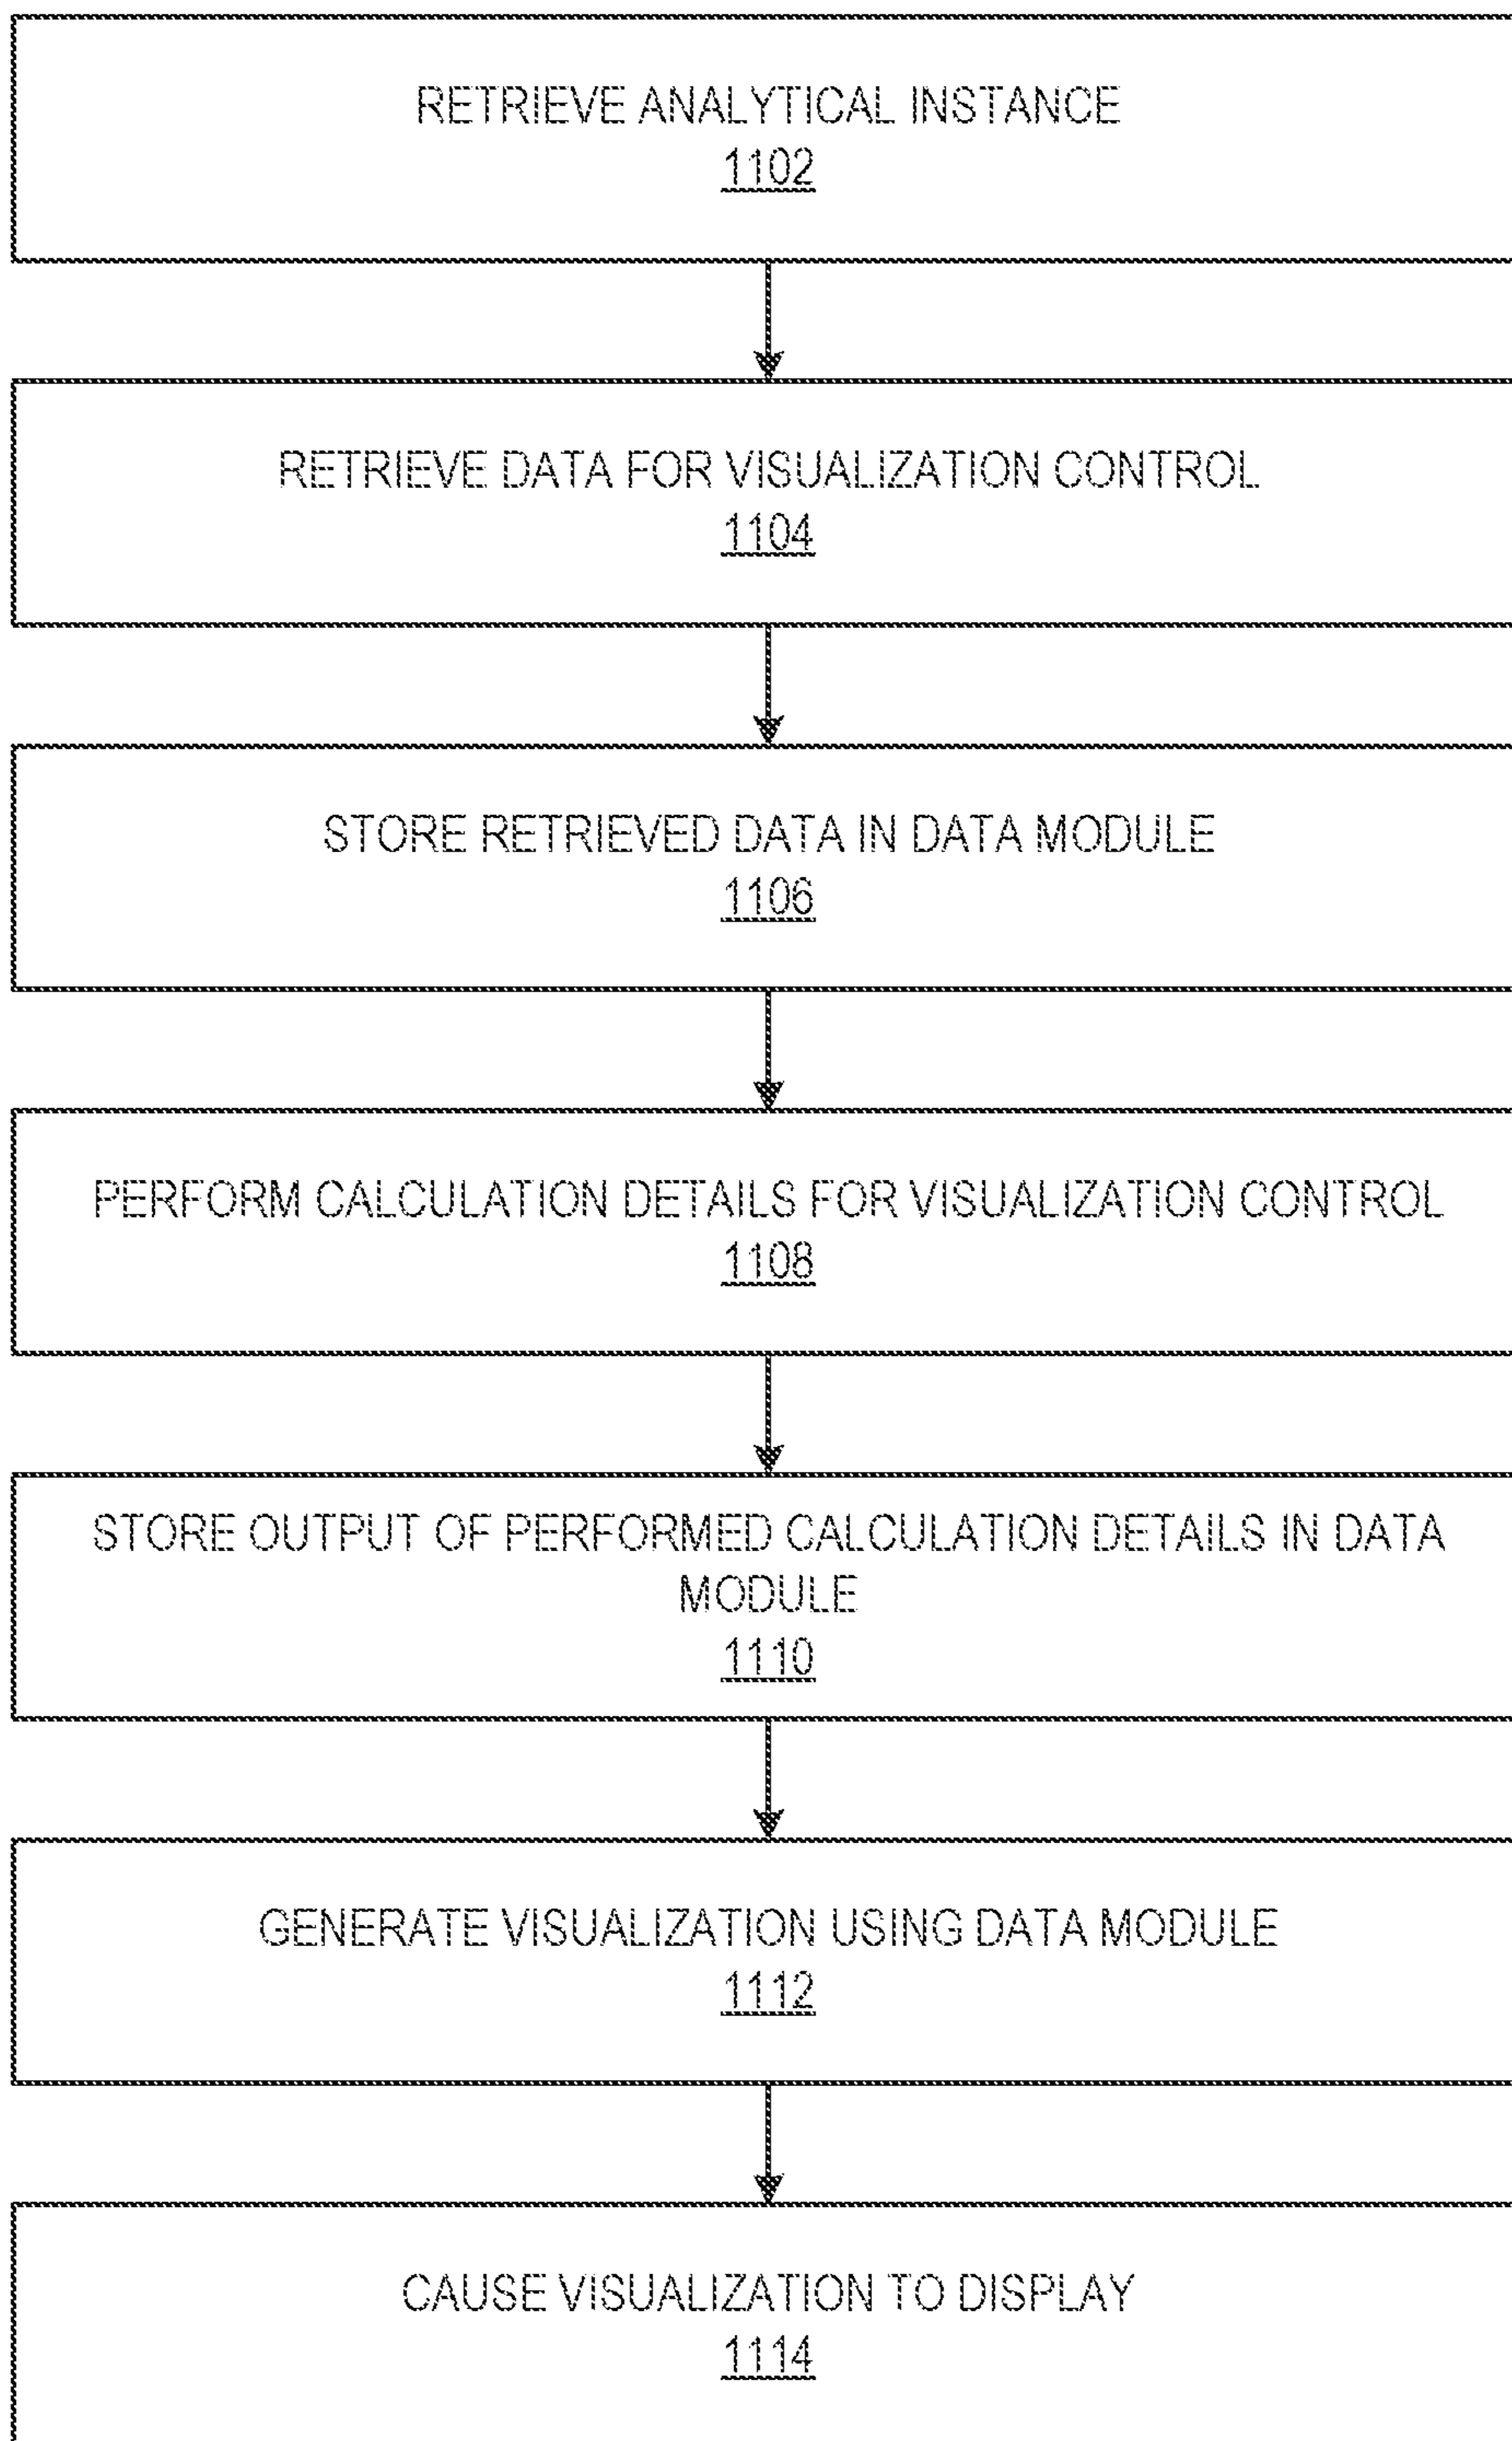 RETRIEVE ANALYTICAL INSTANCE
1102
RETRIEVE DATA FOR VISUALIZATION CONTROL
1104
STORE RETRIEVED DATA IN DATA MODULE
1106
PERFORM CALCULATION DETAILS FOR VISUALIZATION CONTROL
1108
STORE OUTPUT OF PERFORMED CALCULATION DETAILS IN DATA
MODULE
1110
GENERATE VISUALIZATION USING DATA MODULE
1112
CAUSE VISUALIZATION TO DISPLAY
1114